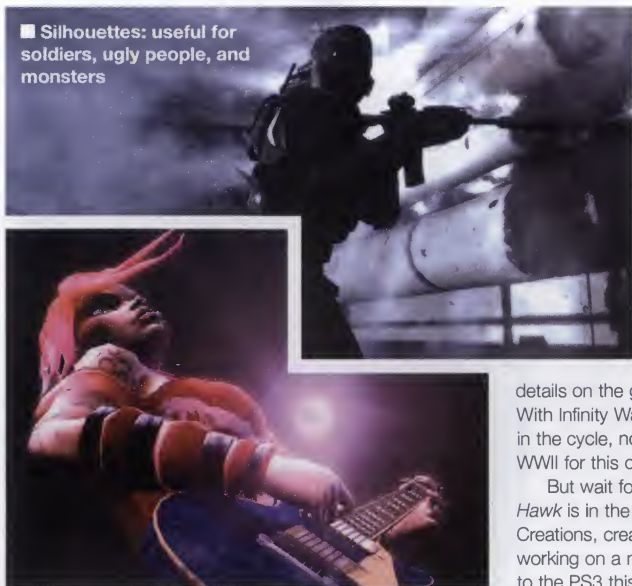 Silhouettes: useful for
soldiers, ugly people, and
monsters
details on the g
With Infinity Wa
in the cycle, no
WWII for this c
But wait fo
Hawk is in the
Creations, crea
working on a n
to the PS3 this